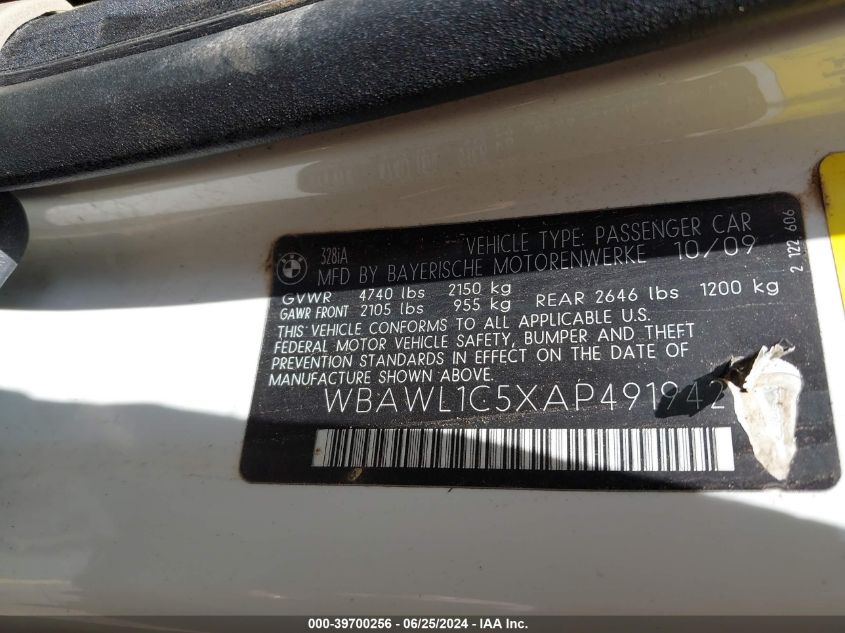 328iA
VEHICLE TYPE: PASSENGER CAR
MFD BY BAYERISCHE MOTORENWERKE 10/09
GVWR 4740 lbs 2150 kg
GAWR FRONT 2105 lbs 955 kg REAR 2646 lbs 1200 kg
THIS VEHICLE CONFORMS TO ALL APPLICABLE U.S.
FEDERAL MOTOR VEHICLE SAFETY, BUMPER AND THEFT
PREVENTION STANDARDS IN EFFECT ON THE DATE OF
MANUFACTURE SHOWN ABOVE.
WBAWL1C5XAP491942
2 122 606
000-39700256 - 06/25/2024 - IAA Inc.